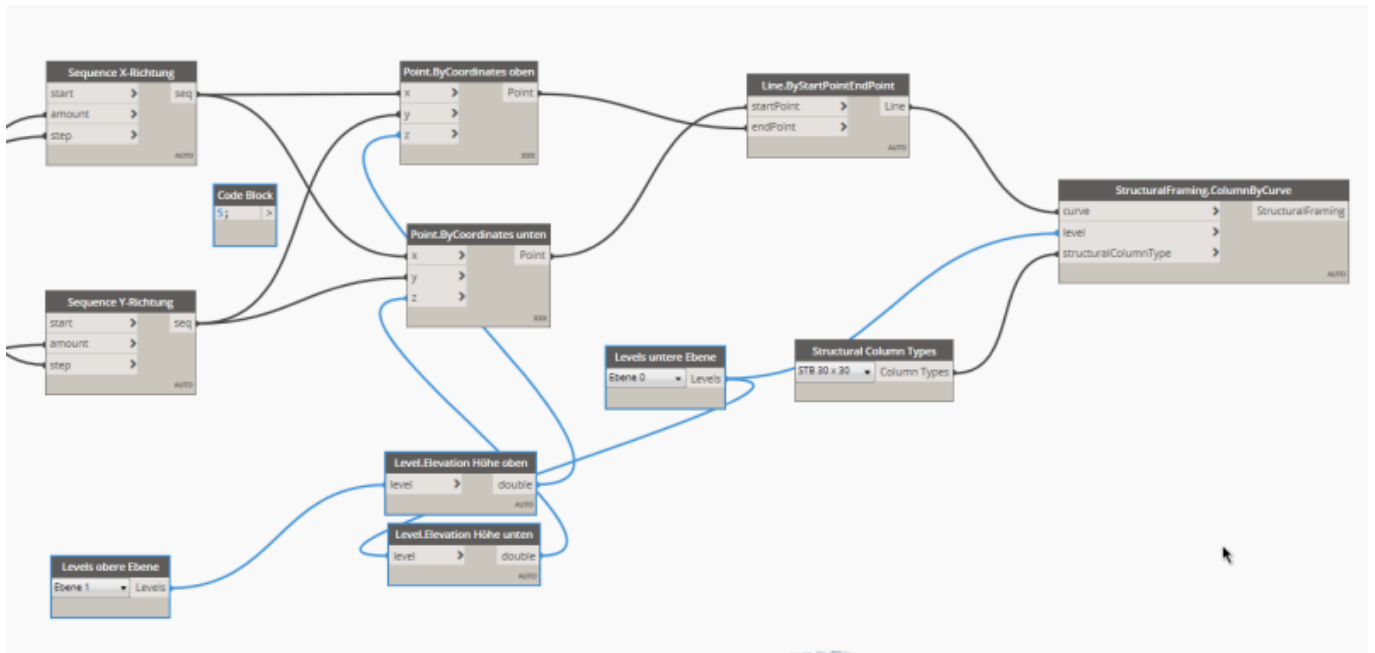 Sequence X-Richtung
start > seq
amount >
step >
AUTO
Point.ByCoordinates oben
x > Point
y >
z >
XXX
Line.ByStartPointEndPoint
startPoint > Line
endPoint >
AUTO
Code Block
5; >
StructuralFraming.ColumnByCurve
curve > StructuralFraming
level >
structuralColumnType >
AUTO
Point.ByCoordinates unten
x > Point
y >
z >
XXX
Sequence Y-Richtung
start > seq
amount >
step >
AUTO
Levels untere Ebene
Ebene 0 Levels
Structural Column Types
STB 30 x 30 Column Types
Level.Elevation Höhe oben
level > double
AUTO
Level.Elevation Höhe unten
level > double
AUTO
Levels obere Ebene
Ebene 1 Levels